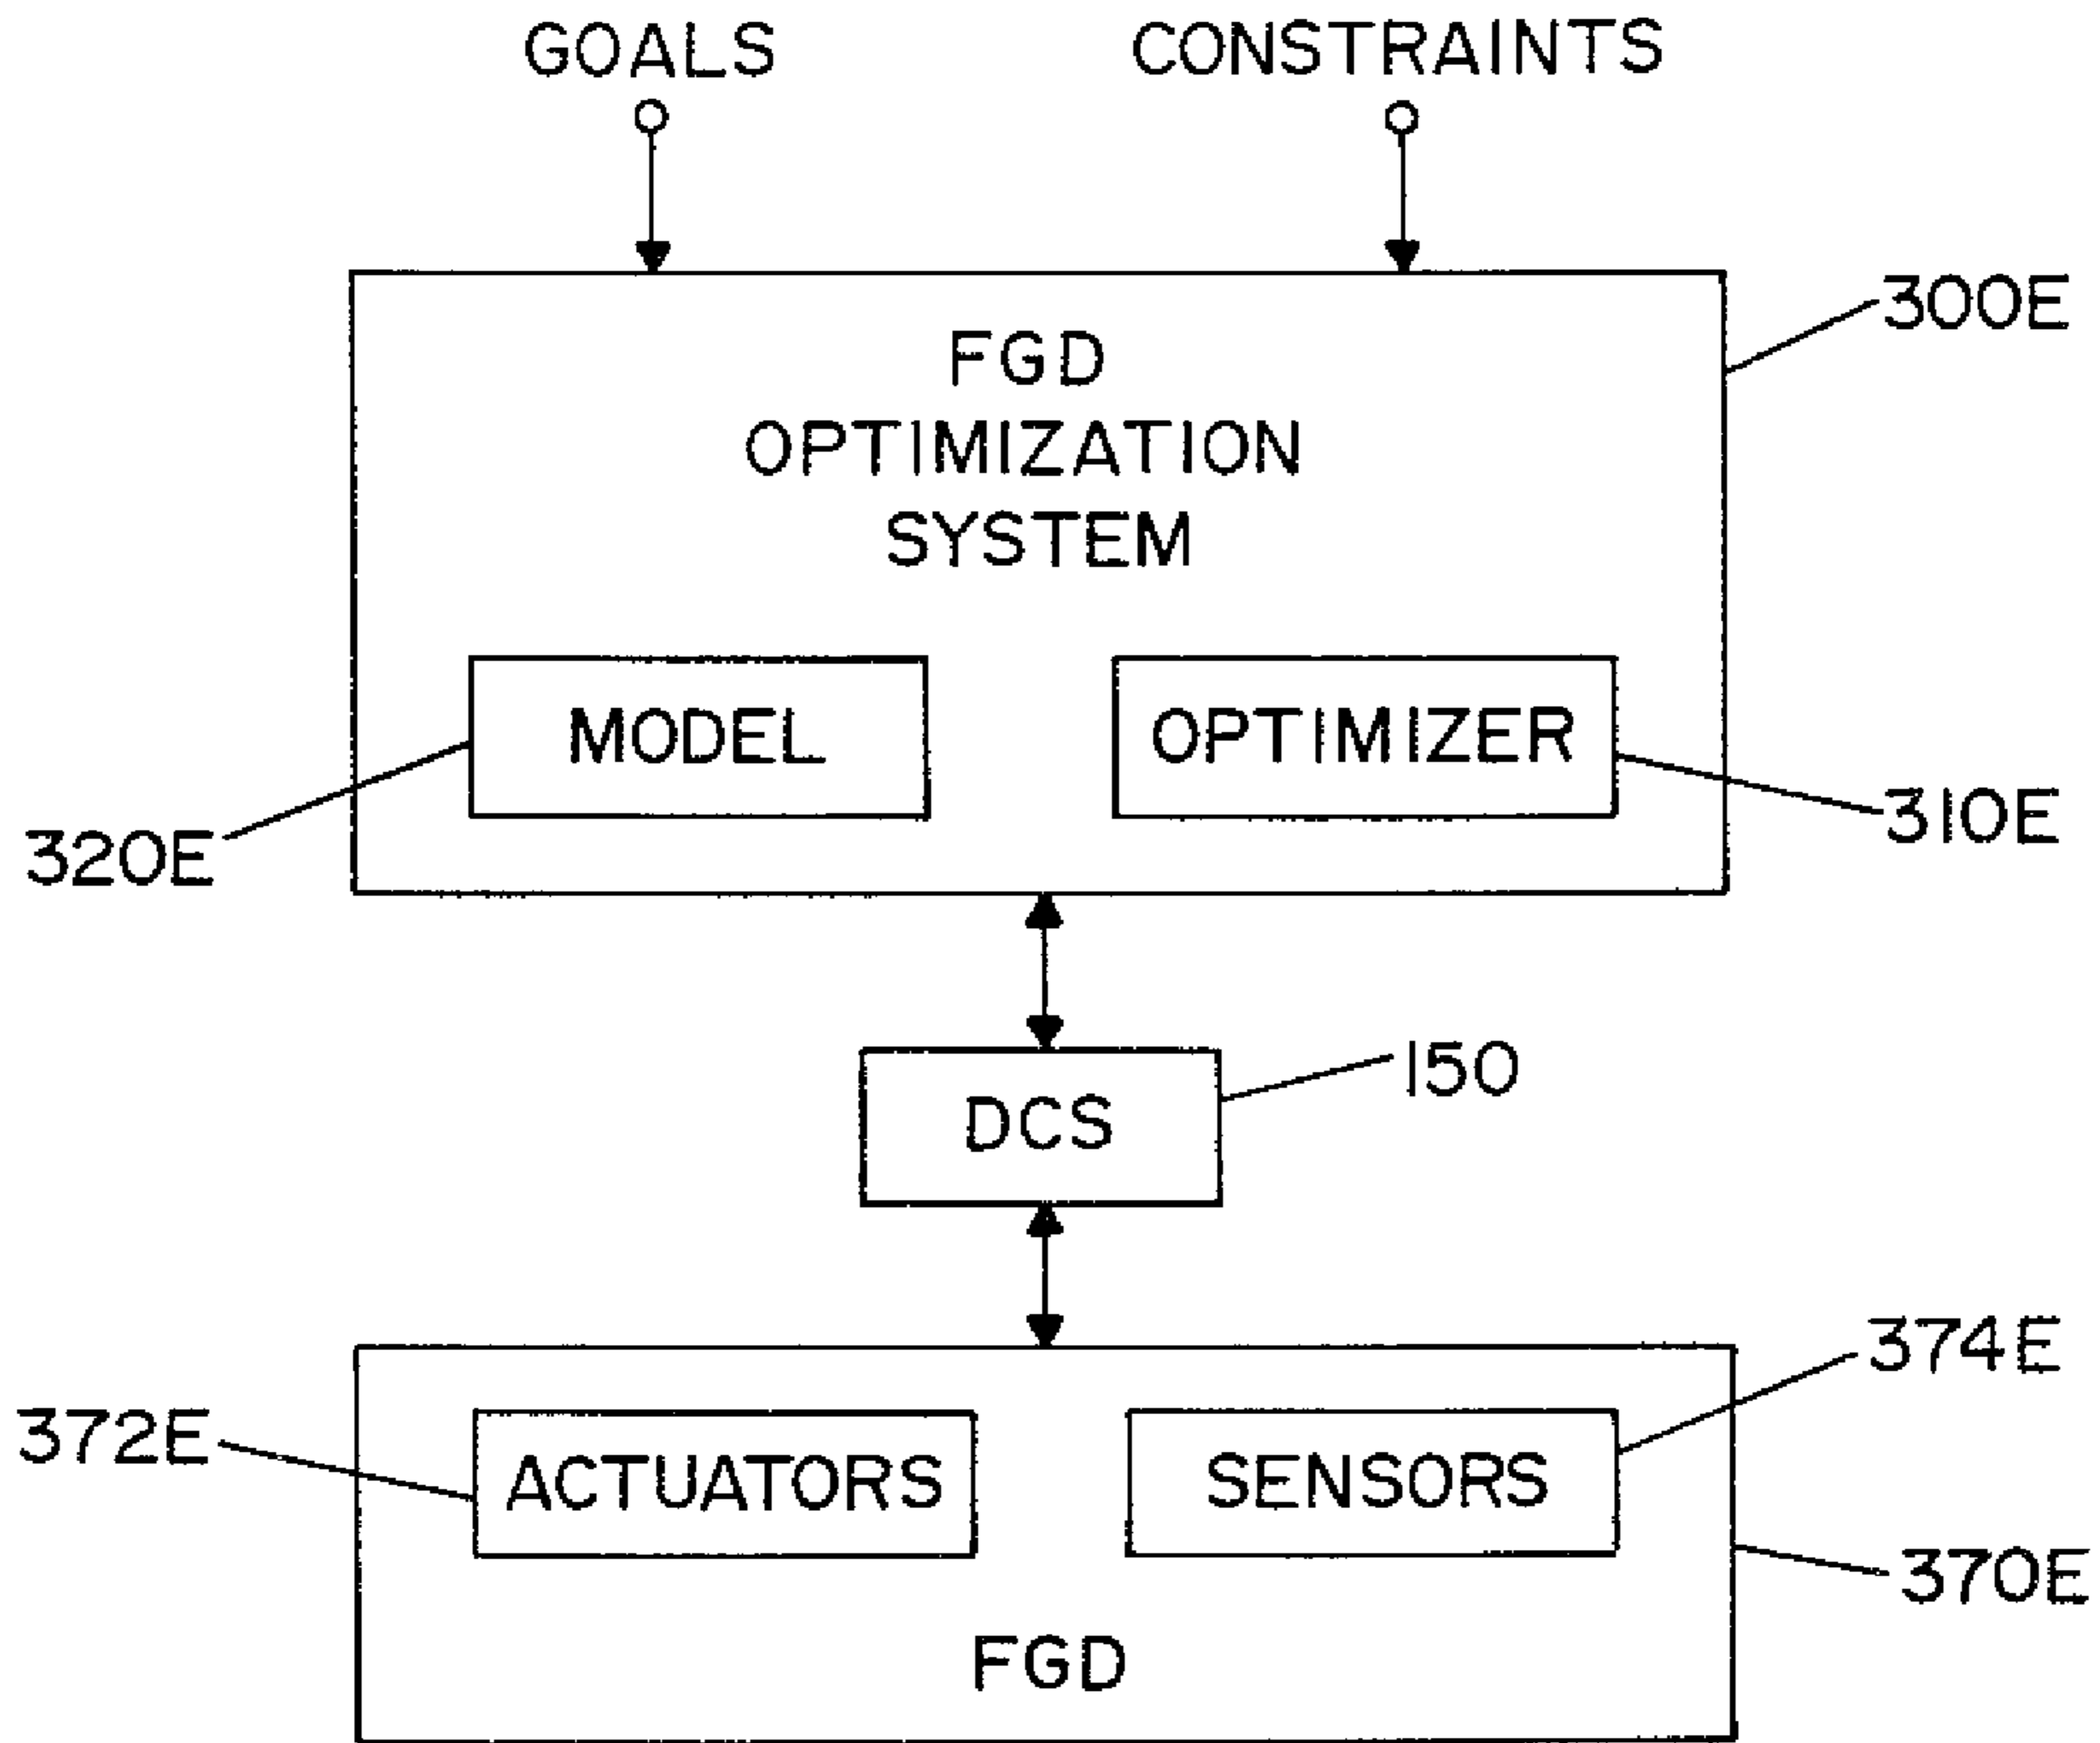 GOALS
CONSTRAINTS
300E
FGD
OPTIMIZATION
SYSTEM
MODEL
OPTIMIZER
320E
310E
DCS
150
374E
372E
ACTUATORS
SENSORS
370E
FGD